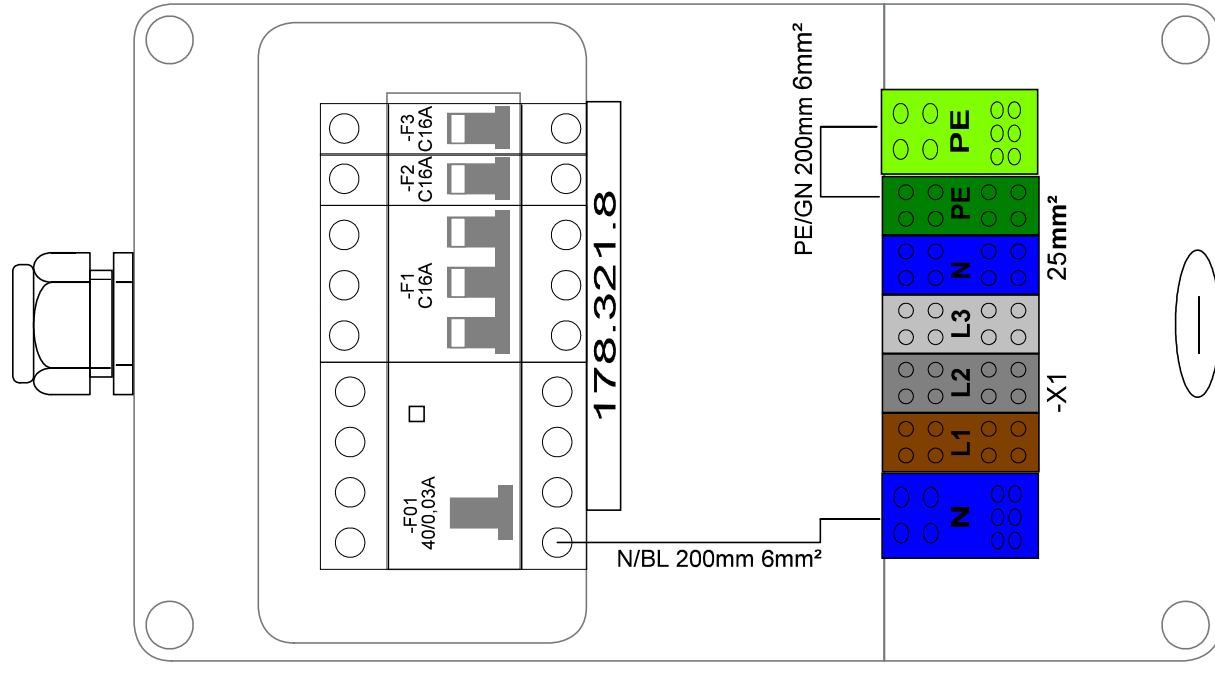 -F3
C16A
-F2
C16A
-F1
C16A
-F01
40/0,03A
178.321.8
N/BL 200mm 6mm²
PE/GN 200mm 6mm²
PE
PE
N
L3
L2
L1
N
25mm²
-X1